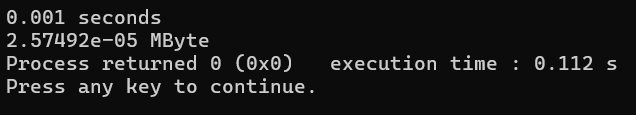 0.001 seconds
2.57492e-05 MByte
Process returned 0 (0x0)   execution time : 0.112 s
Press any key to continue.